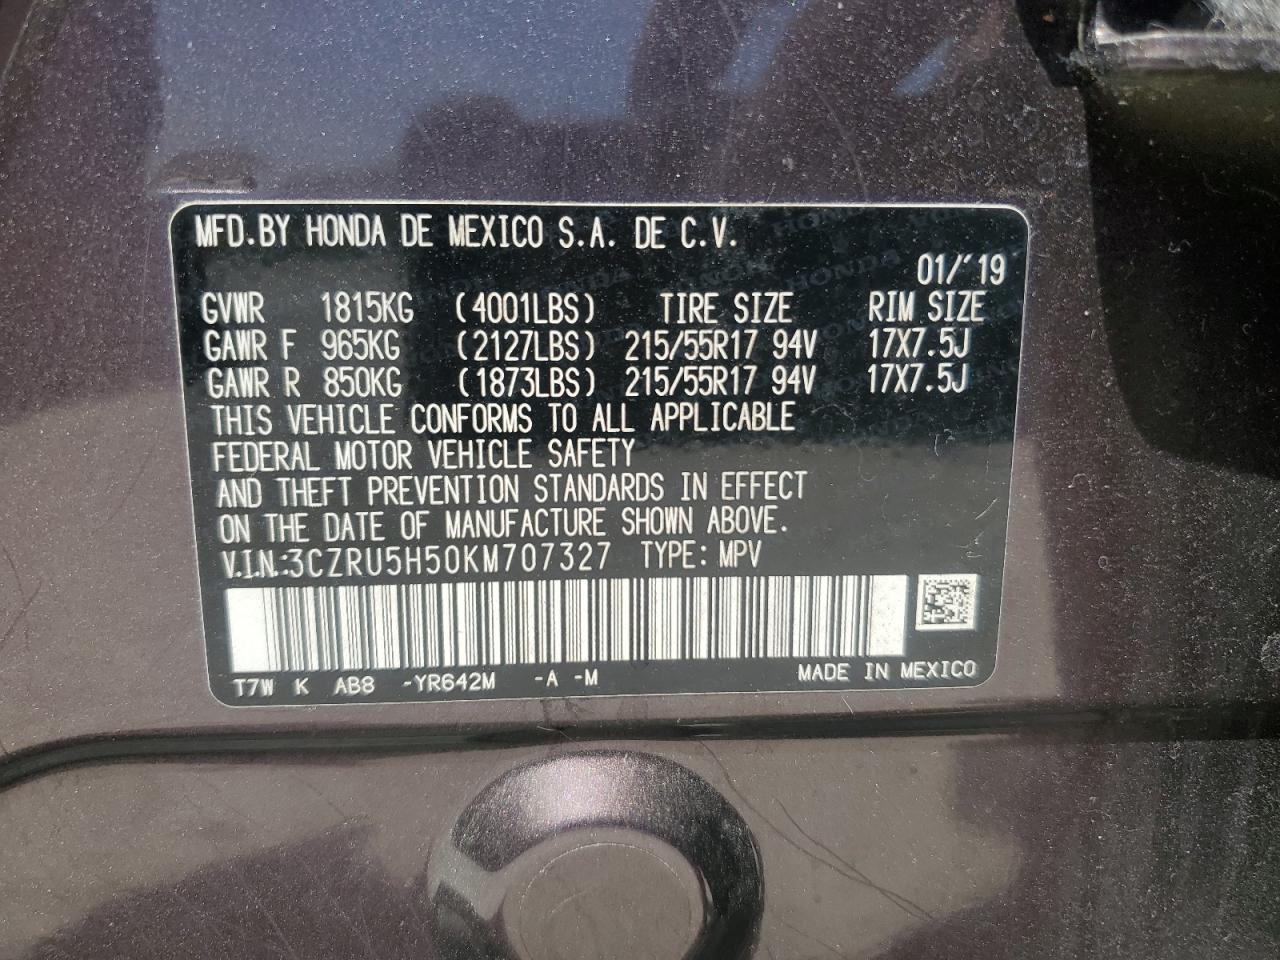 MFD.BY HONDA DE MEXICO S.A. DE C.V.
01/'19
GVWR 1815KG (4001LBS) TIRE SIZE RIM SIZE
GAWR F 965KG (2127LBS) 215/55R17 94V 17X7.5J
GAWR R 850KG (1873LBS) 215/55R17 94V 17X7.5J
THIS VEHICLE CONFORMS TO ALL APPLICABLE
FEDERAL MOTOR VEHICLE SAFETY
AND THEFT PREVENTION STANDARDS IN EFFECT
ON THE DATE OF MANUFACTURE SHOWN ABOVE.
V.I.N.:3CZRU5H50KM707327 TYPE: MPV
T7W K AB8 -YR642M -A -M MADE IN MEXICO